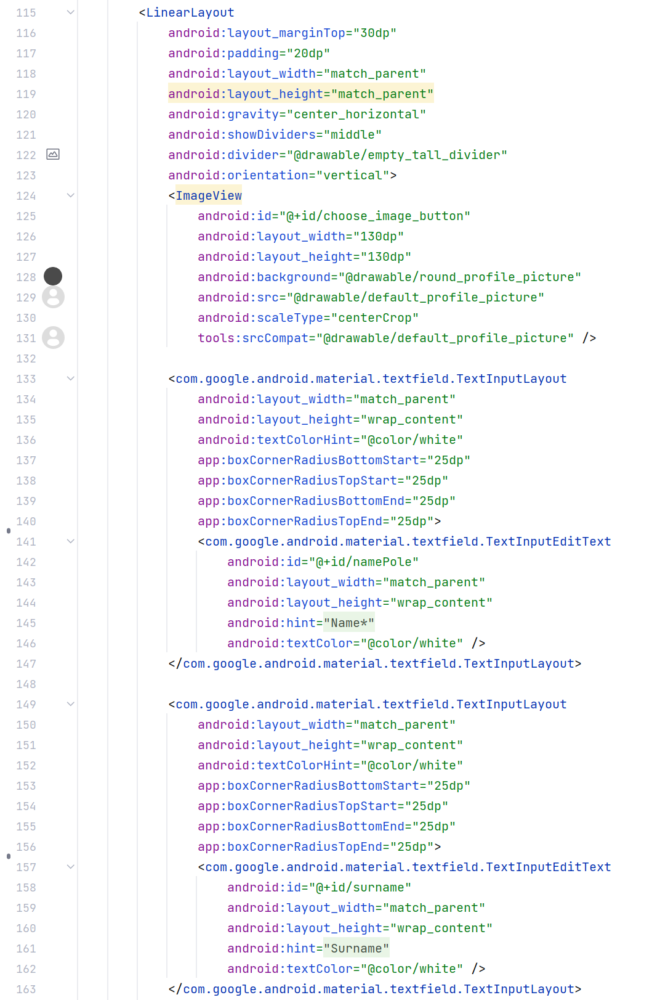 115 <LinearLayout
116 android:layout_marginTop="30dp"
117 android:padding="20dp"
118 android:layout_width="match_parent"
119 android:layout_height="match_parent"
120 android:gravity="center_horizontal"
121 android:showDividers="middle"
122 android:divider="@drawable/empty_tall_divider"
123 android:orientation="vertical">
124 <ImageView
125 android:id="@+id/choose_image_button"
126 android:layout_width="130dp"
127 android:layout_height="130dp"
128 android:background="@drawable/round_profile_picture"
129 android:src="@drawable/default_profile_picture"
130 android:scaleType="centerCrop"
131 tools:srcCompat="@drawable/default_profile_picture" />
132
133 <com.google.android.material.textfield.TextInputLayout
134 android:layout_width="match_parent"
135 android:layout_height="wrap_content"
136 android:textColorHint="@color/white"
137 app:boxCornerRadiusBottomStart="25dp"
138 app:boxCornerRadiusTopStart="25dp"
139 app:boxCornerRadiusBottomEnd="25dp"
140 app:boxCornerRadiusTopEnd="25dp">
141 <com.google.android.material.textfield.TextInputEditText
142 android:id="@+id/namePole"
143 android:layout_width="match_parent"
144 android:layout_height="wrap_content"
145 android:hint="Name*"
146 android:textColor="@color/white" />
147 </com.google.android.material.textfield.TextInputLayout>
148
149 <com.google.android.material.textfield.TextInputLayout
150 android:layout_width="match_parent"
151 android:layout_height="wrap_content"
152 android:textColorHint="@color/white"
153 app:boxCornerRadiusBottomStart="25dp"
154 app:boxCornerRadiusTopStart="25dp"
155 app:boxCornerRadiusBottomEnd="25dp"
156 app:boxCornerRadiusTopEnd="25dp">
157 <com.google.android.material.textfield.TextInputEditText
158 android:id="@+id/surname"
159 android:layout_width="match_parent"
160 android:layout_height="wrap_content"
161 android:hint="Surname"
162 android:textColor="@color/white" />
163 </com.google.android.material.textfield.TextInputLayout>